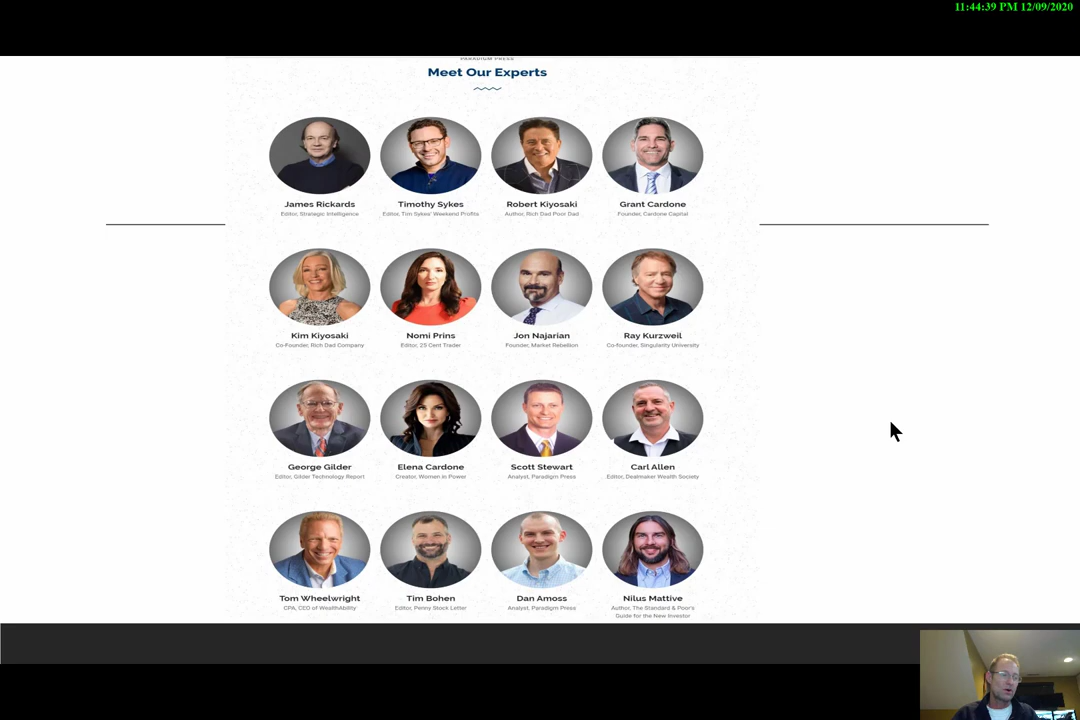 11:44:39 PM 12/09/2020
PARADIGM PRESS
Meet Our Experts
James Rickards
Editor, Strategic Intelligence
Timothy Sykes
Editor, Tim Sykes' Weekend Profits
Robert Kiyosaki
Author, Rich Dad Poor Dad
Grant Cardone
Founder, Cardone Capital
Kim Kiyosaki
Co-Founder, Rich Dad Company
Nomi Prins
Editor, 25 Cent Trader
Jon Najarian
Founder, Market Rebellion
Ray Kurzweil
Co-founder, Singularity University
George Gilder
Editor, Gilder Technology Report
Elena Cardone
Creator, Women in Power
Scott Stewart
Analyst, Paradigm Press
Carl Allen
Editor, Dealmaker Wealth Society
Tom Wheelwright
CPA, CEO of WealthAbility
Tim Bohen
Editor, Penny Stock Letter
Dan Amoss
Analyst, Paradigm Press
Nilus Mattive
Author, The Standard & Poor's
Guide for the New Investor